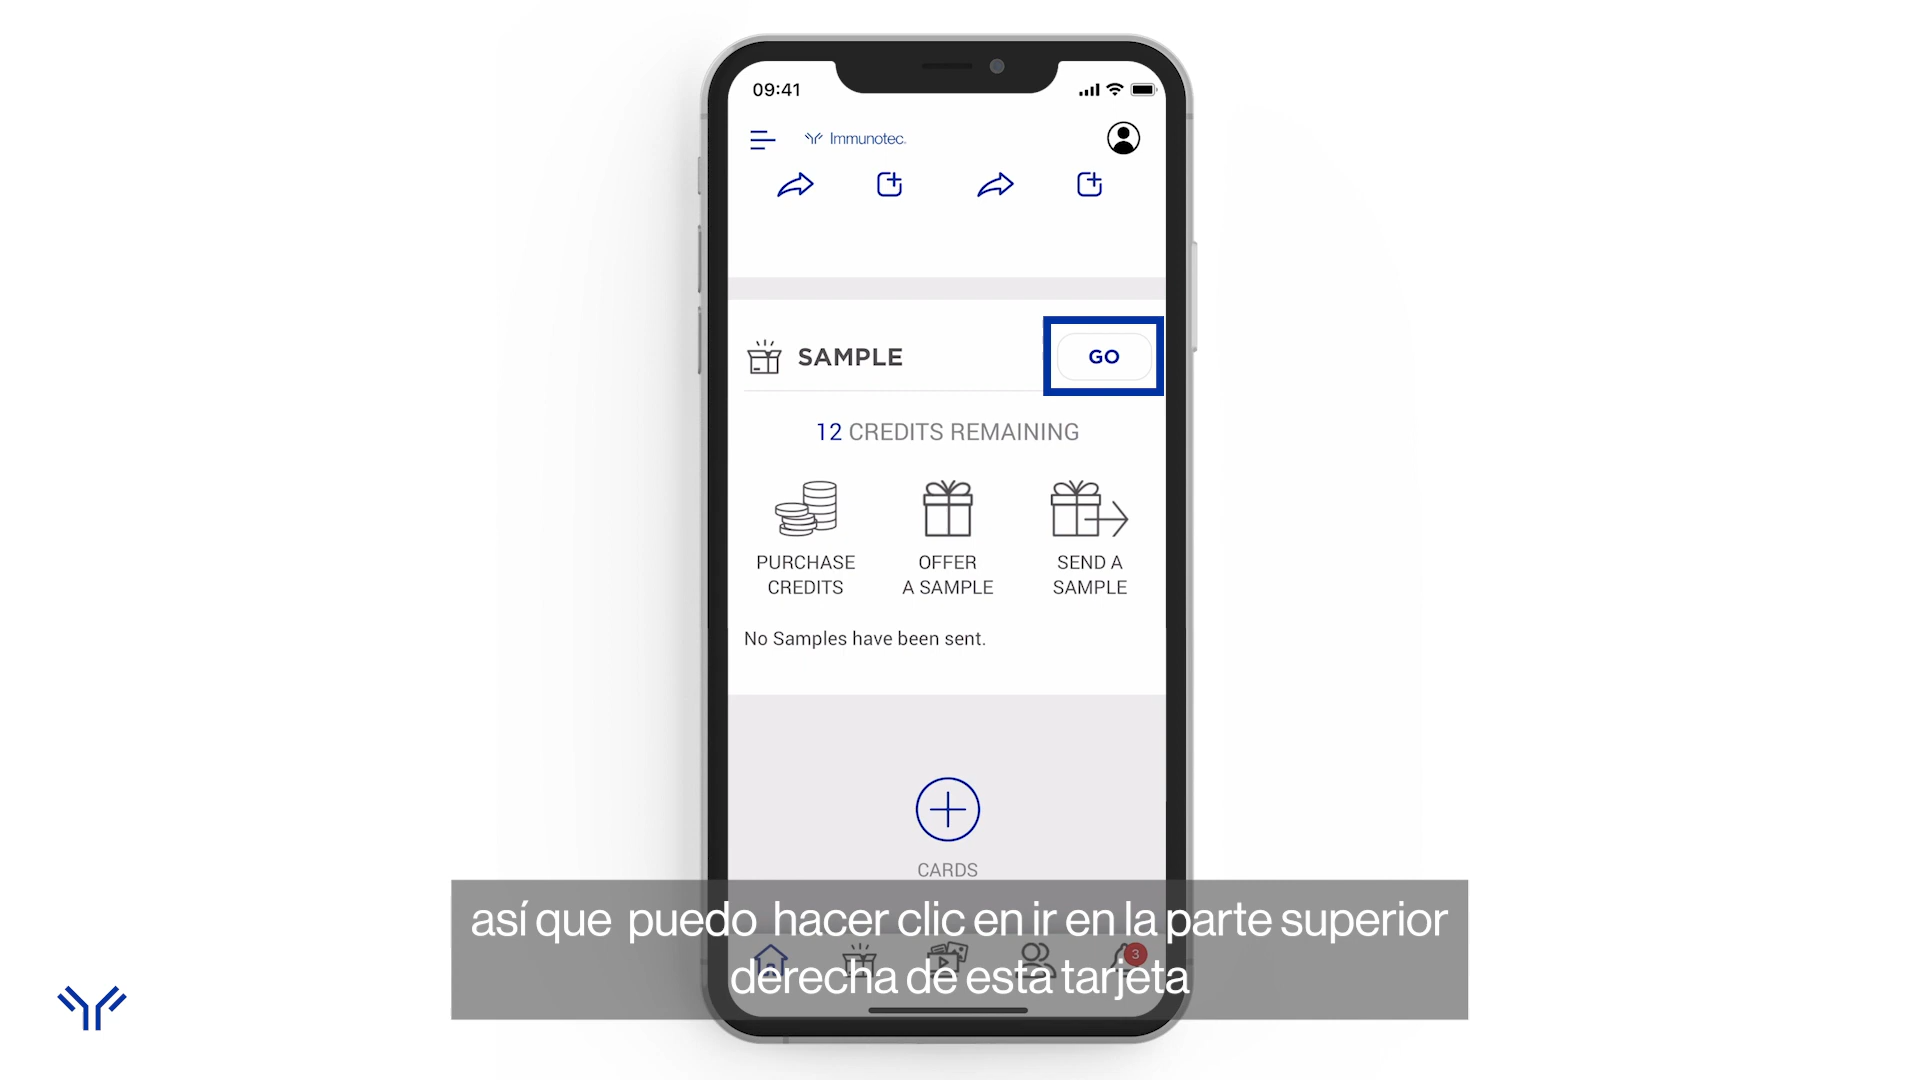 09:41
Immunotec
SAMPLE
GO
12 CREDITS REMAINING
PURCHASE
CREDITS
OFFER
A SAMPLE
SEND A
SAMPLE
No Samples have been sent.
CARDS
así que puedo hacer clic en ir en la parte superior
derecha de esta tarjeta
3